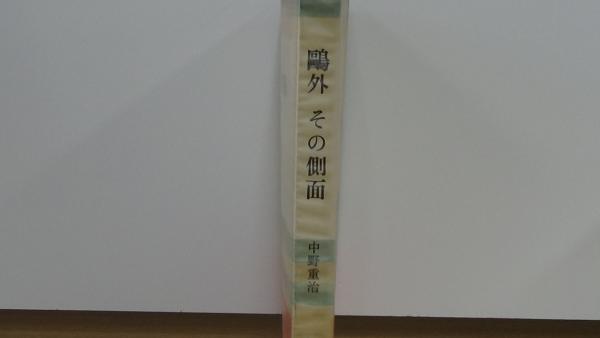 鷗外 その側面
中野重治